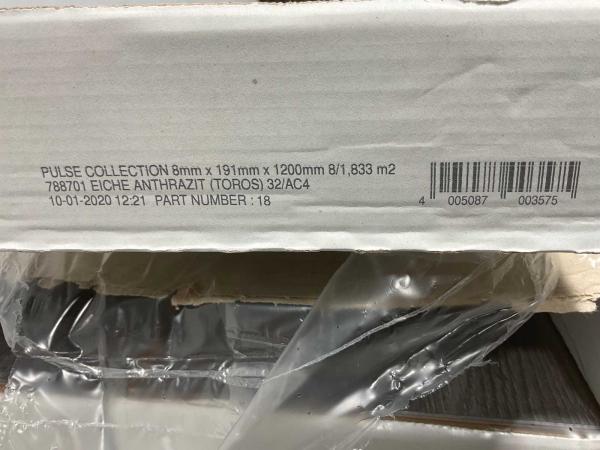 PULSE COLLECTION 8mm x 191mm x 1200mm 8/1,833 m2
788701 EICHE ANTHRAZIT (TOROS) 32/AC4
10-01-2020 12:21 PART NUMBER : 18
4 005087 003575